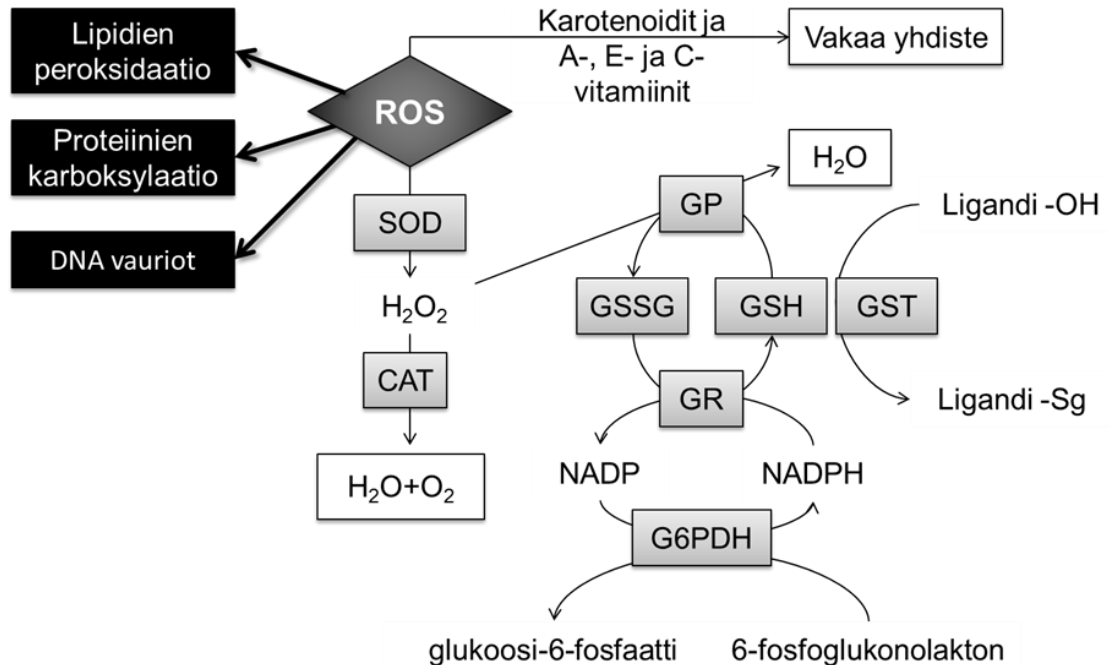 Lipidien
peroksidaatio
Proteiinien
karboksylaatio
DNA vauriot
ROS
Karotenoidit ja
A-, E- ja C-
vitamiinit
Vakaa yhdiste
SOD
H₂O₂
CAT
H₂O+O₂
GP
H₂O
GSSG
GSH
GST
Ligandi -OH
Ligandi -Sg
GR
NADP
NADPH
G6PDH
glukoosi-6-fosfaatti
6-fosfoglukonolakton